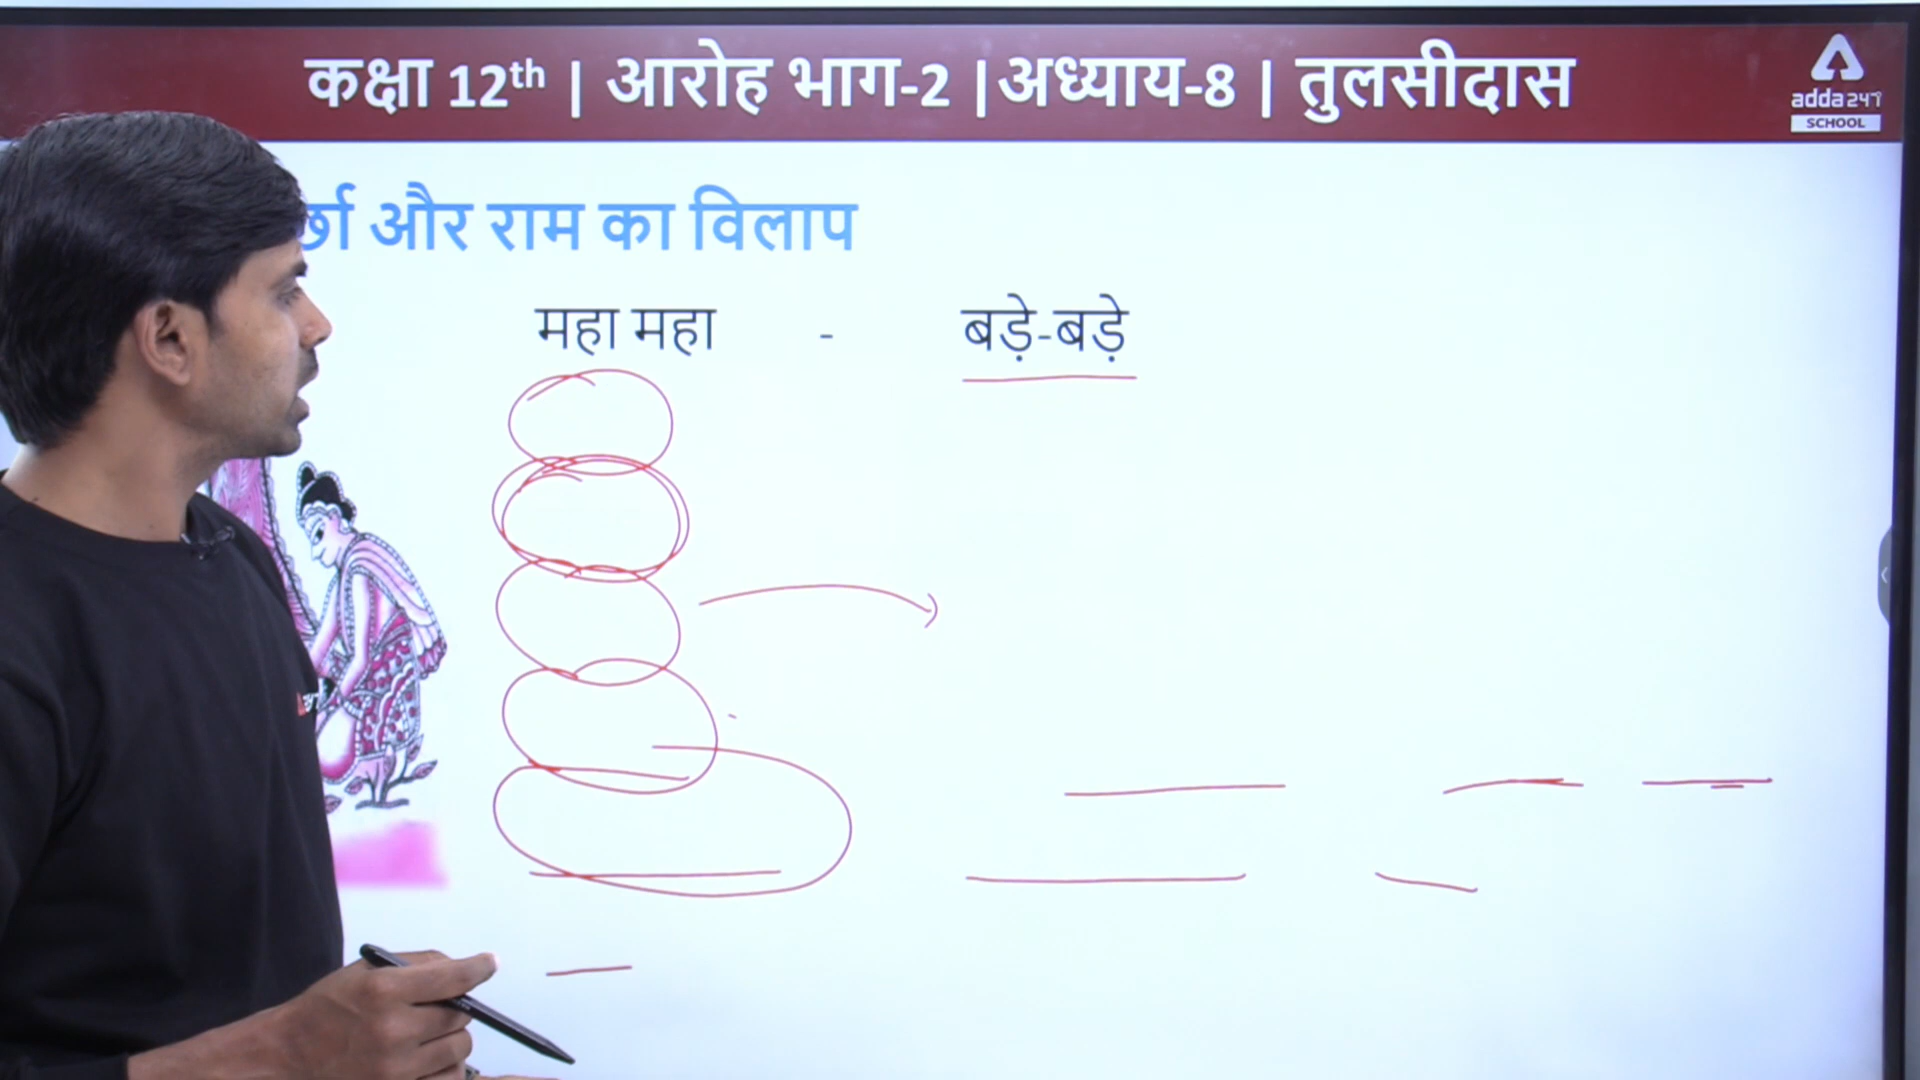 कक्षा 12th | आरोह भाग-2 |अध्याय-8 | तुलसीदास
adda247
SCHOOL
और राम का विलाप
महा महा - बड़े-बड़े